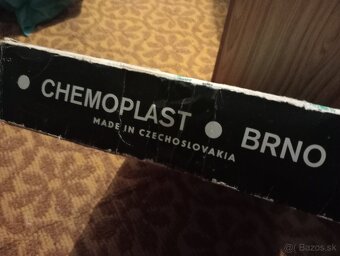 • CHEMOPLAST • BRNO
MADE IN CZECHOSLOVAKIA
Bazos.sk